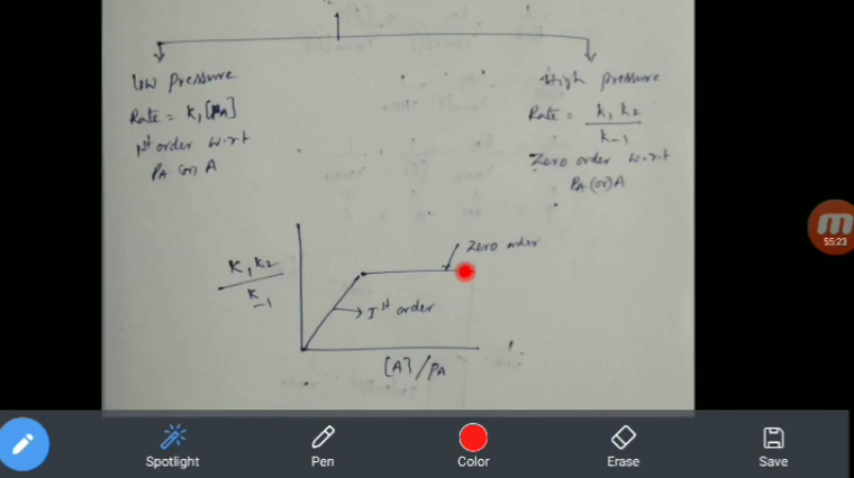 Low Pressure
Rate = K₁[PA]
1st order w.r.t
PA (or) A
High pressure
Rate = k₁ k₂ / k₋₁
Zero order w.r.t
PA (or) A
K₁ K₂ / K₋₁
Zero order
Ist order
[A] / PA
55:23
Spotlight
Pen
Color
Erase
Save